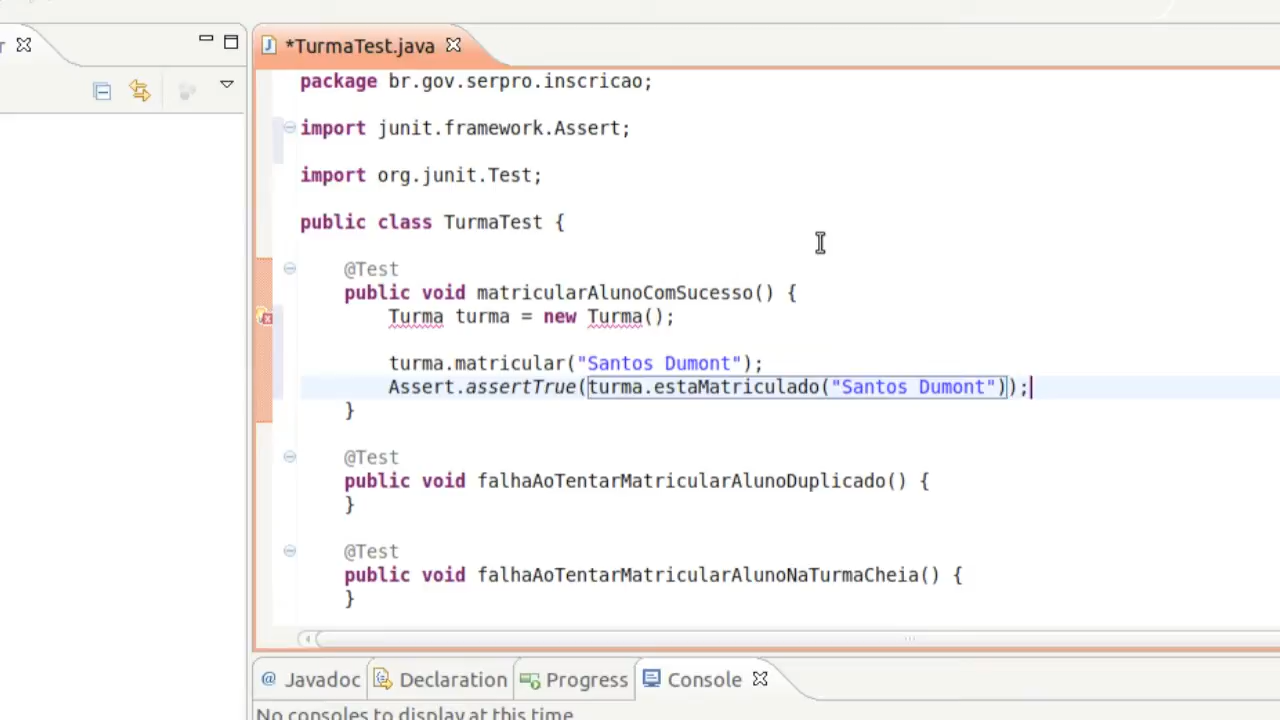 *TurmaTest.java
package br.gov.serpro.inscricao;
import junit.framework.Assert;
import org.junit.Test;
public class TurmaTest {
@Test
public void matricularAlunoComSucesso() {
Turma turma = new Turma();
turma.matricular("Santos Dumont");
Assert.assertTrue(turma.estaMatriculado("Santos Dumont"));
}
@Test
public void falhaAoTentarMatricularAlunoDuplicado() {
}
@Test
public void falhaAoTentarMatricularAlunoNaTurmaCheia() {
}
@ Javadoc Declaration Progress Console
No consoles to display at this time